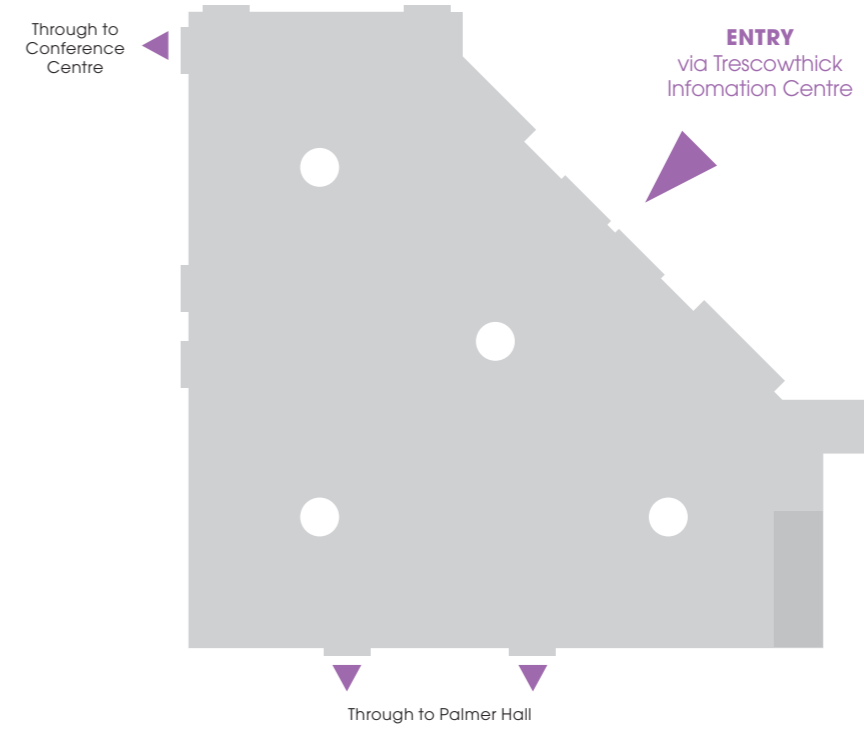 Through to
Conference
Centre
ENTRY
via Trescowthick
Infomation Centre
Through to Palmer Hall